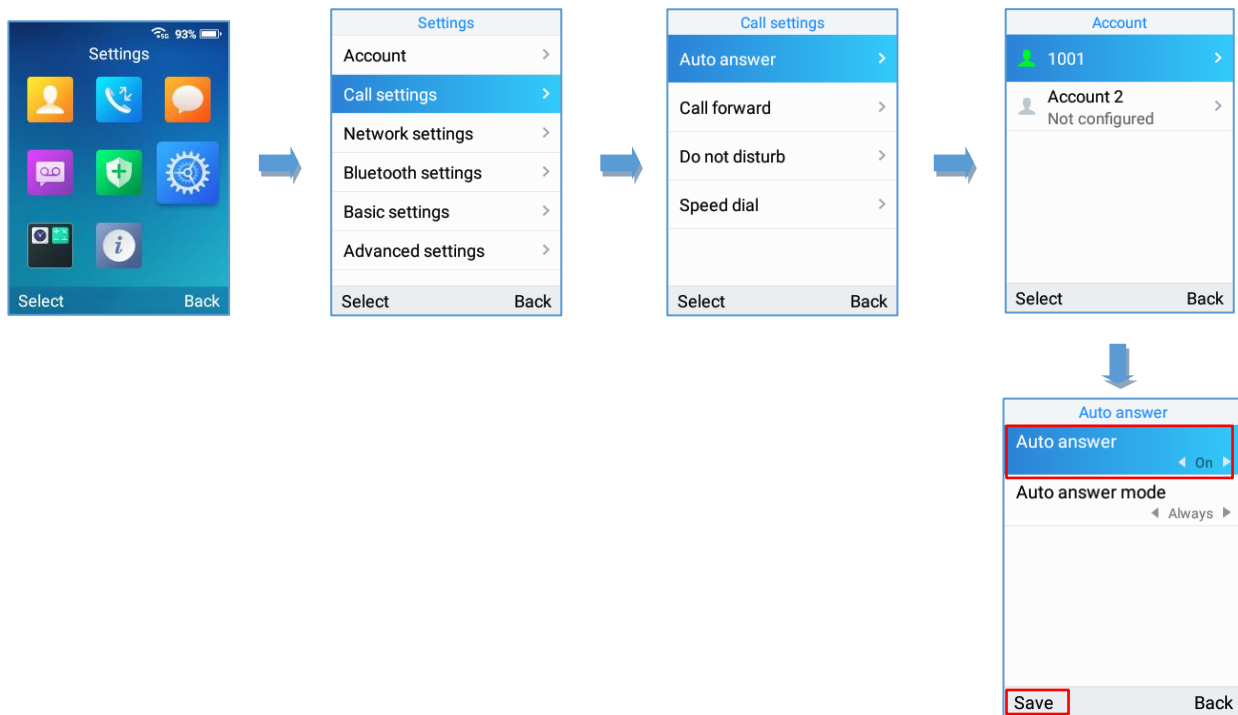 5G 93%
Settings
Select Back
Settings
Account
Call settings
Network settings
Bluetooth settings
Basic settings
Advanced settings
Select Back
Call settings
Auto answer
Call forward
Do not disturb
Speed dial
Select Back
Account
1001
Account 2
Not configured
Select Back
Auto answer
Auto answer
On
Auto answer mode
Always
Save Back